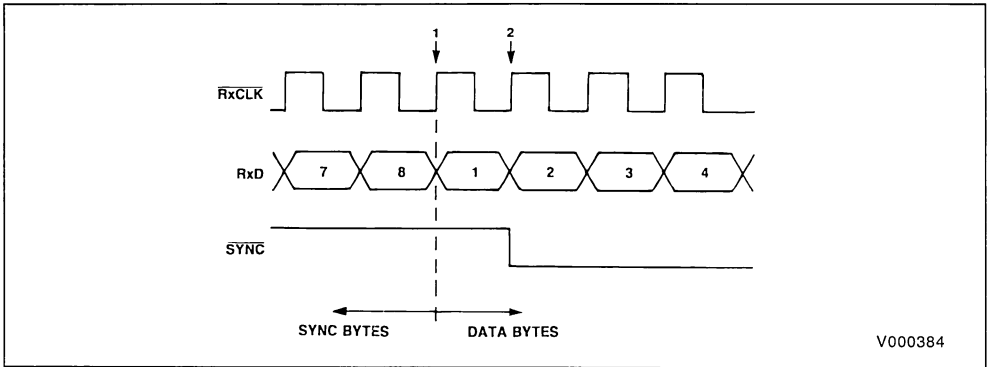 1 2
RxCLK
RxD 7 8 1 2 3 4
SYNC
SYNC BYTES DATA BYTES
V000384